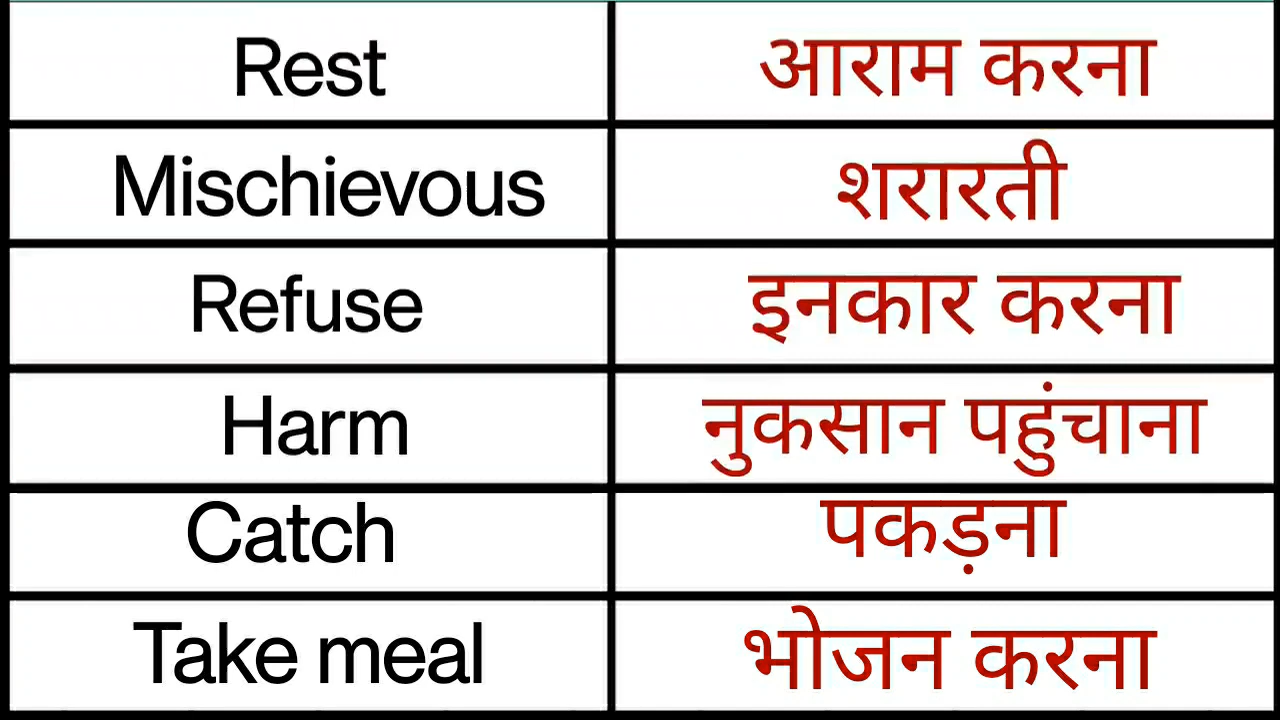 Rest आराम करना
Mischievous शरारती
Refuse इनकार करना
Harm नुकसान पहुंचाना
Catch पकड़ना
Take meal भोजन करना